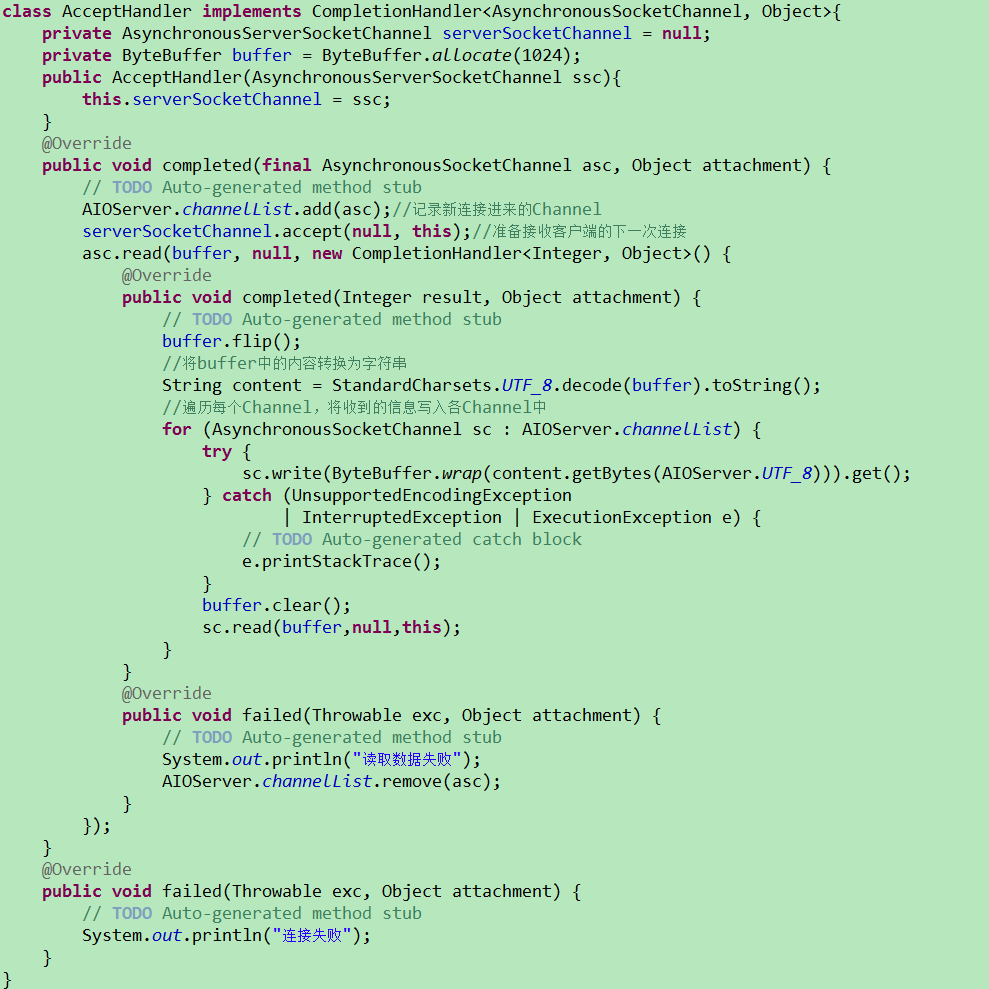 class AcceptHandler implements CompletionHandler<AsynchronousSocketChannel, Object>{
    private AsynchronousServerSocketChannel serverSocketChannel = null;
    private ByteBuffer buffer = ByteBuffer.allocate(1024);
    public AcceptHandler(AsynchronousServerSocketChannel ssc){
        this.serverSocketChannel = ssc;
    }
    @Override
    public void completed(final AsynchronousSocketChannel asc, Object attachment) {
        // TODO Auto-generated method stub
        AIOServer.channelList.add(asc);//记录新连接进来的Channel
        serverSocketChannel.accept(null, this);//准备接收客户端的下一次连接
        asc.read(buffer, null, new CompletionHandler<Integer, Object>() {
            @Override
            public void completed(Integer result, Object attachment) {
                // TODO Auto-generated method stub
                buffer.flip();
                //将buffer中的内容转换为字符串
                String content = StandardCharsets.UTF_8.decode(buffer).toString();
                //遍历每个Channel，将收到的信息写入各Channel中
                for (AsynchronousSocketChannel sc : AIOServer.channelList) {
                    try {
                        sc.write(ByteBuffer.wrap(content.getBytes(AIOServer.UTF_8))).get();
                    } catch (UnsupportedEncodingException
                            | InterruptedException | ExecutionException e) {
                        // TODO Auto-generated catch block
                        e.printStackTrace();
                    }
                    buffer.clear();
                    sc.read(buffer,null,this);
                }
            }
            @Override
            public void failed(Throwable exc, Object attachment) {
                // TODO Auto-generated method stub
                System.out.println("读取数据失败");
                AIOServer.channelList.remove(asc);
            }
        });
    }
    @Override
    public void failed(Throwable exc, Object attachment) {
        // TODO Auto-generated method stub
        System.out.println("连接失败");
    }
}